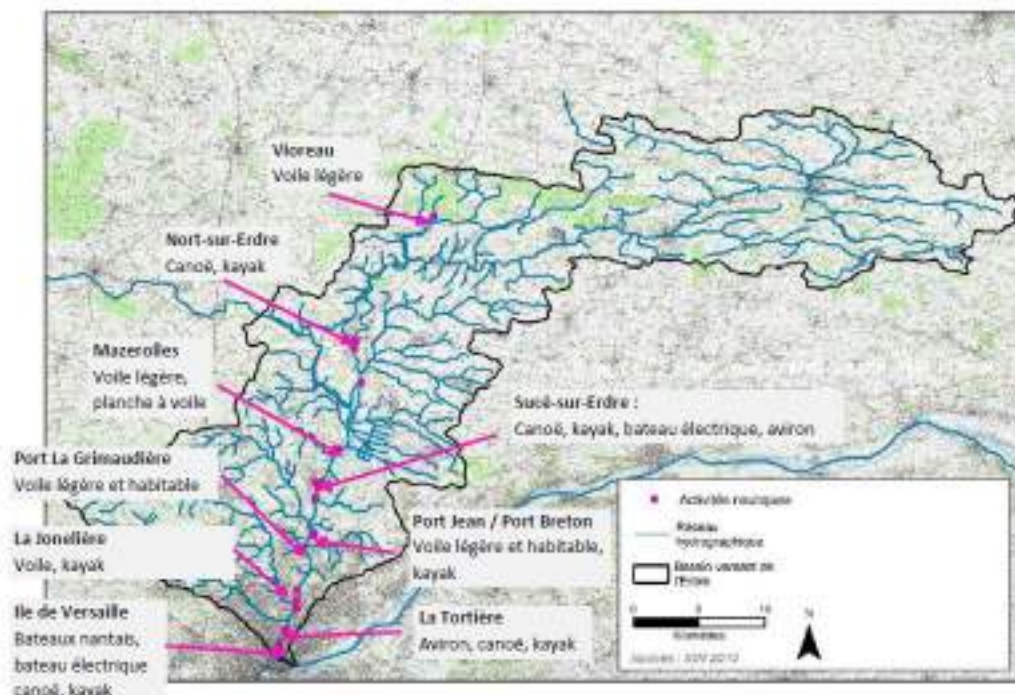 Vioreau
Voile légère
Nort-sur-Erdre
Canoë, kayak
Mazerolles
Voile légère,
planche à voile
Sucé-sur-Erdre :
Canoë, kayak, bateau électrique, aviron
Port La Grimaudière
Voile légère et habitable
Port Jean / Port Breton
Voile légère et habitable,
kayak
La Jonelière
Voile, kayak
Ile de Versaille
Bateaux nantais,
bateau électrique
canoë, kayak
La Tortière
Aviron, canoë, kayak
Activités nautiques
Réseau
hydrographique
Bassin versant de
l'Erdre
0 5 10
Kilomètres
N